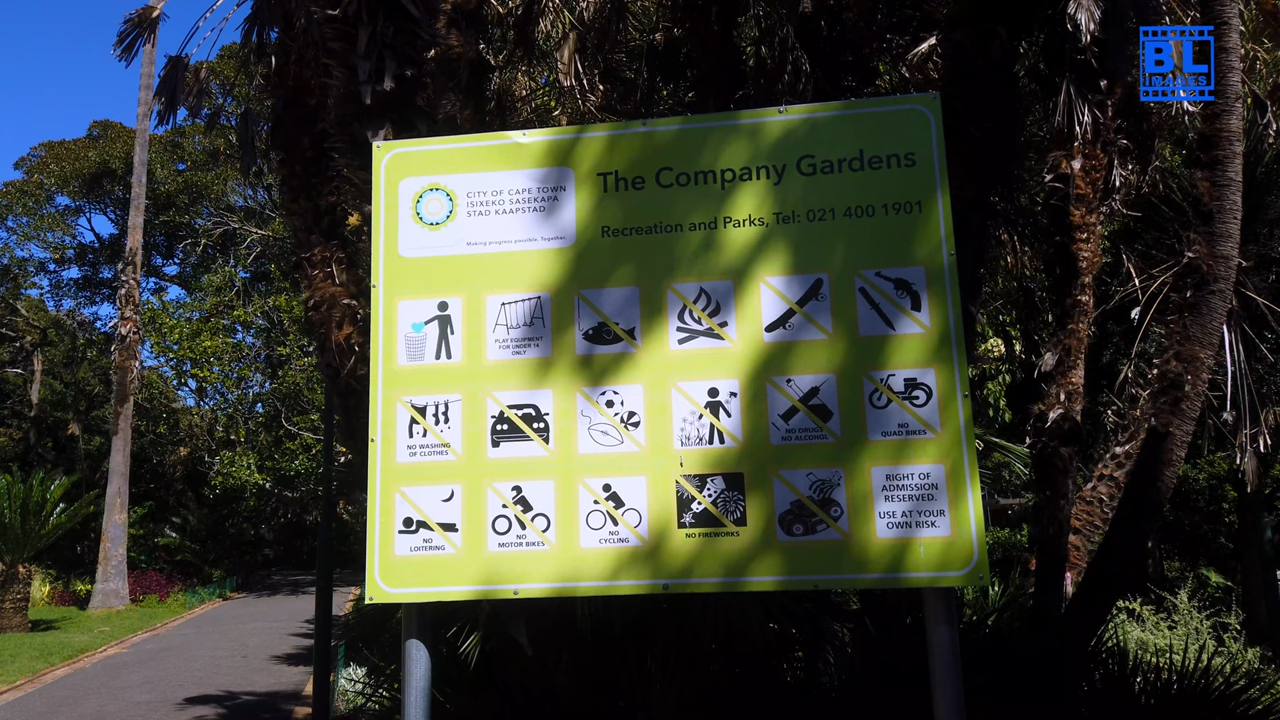 BL
IMAGES
The Company Gardens
CITY OF CAPE TOWN
ISIXEKO SASEKAPA
STAD KAAPSTAD
Making progress possible. Together.
Recreation and Parks, Tel: 021 400 1901
PLAY EQUIPMENT
FOR UNDER 14
ONLY
NO WASHING
OF CLOTHES
NO DRUGS
NO ALCOHOL
NO
QUAD BIKES
NO
LOITERING
NO
MOTOR BIKES
NO
CYCLING
NO FIREWORKS
RIGHT OF
ADMISSION
RESERVED.
USE AT YOUR
OWN RISK.